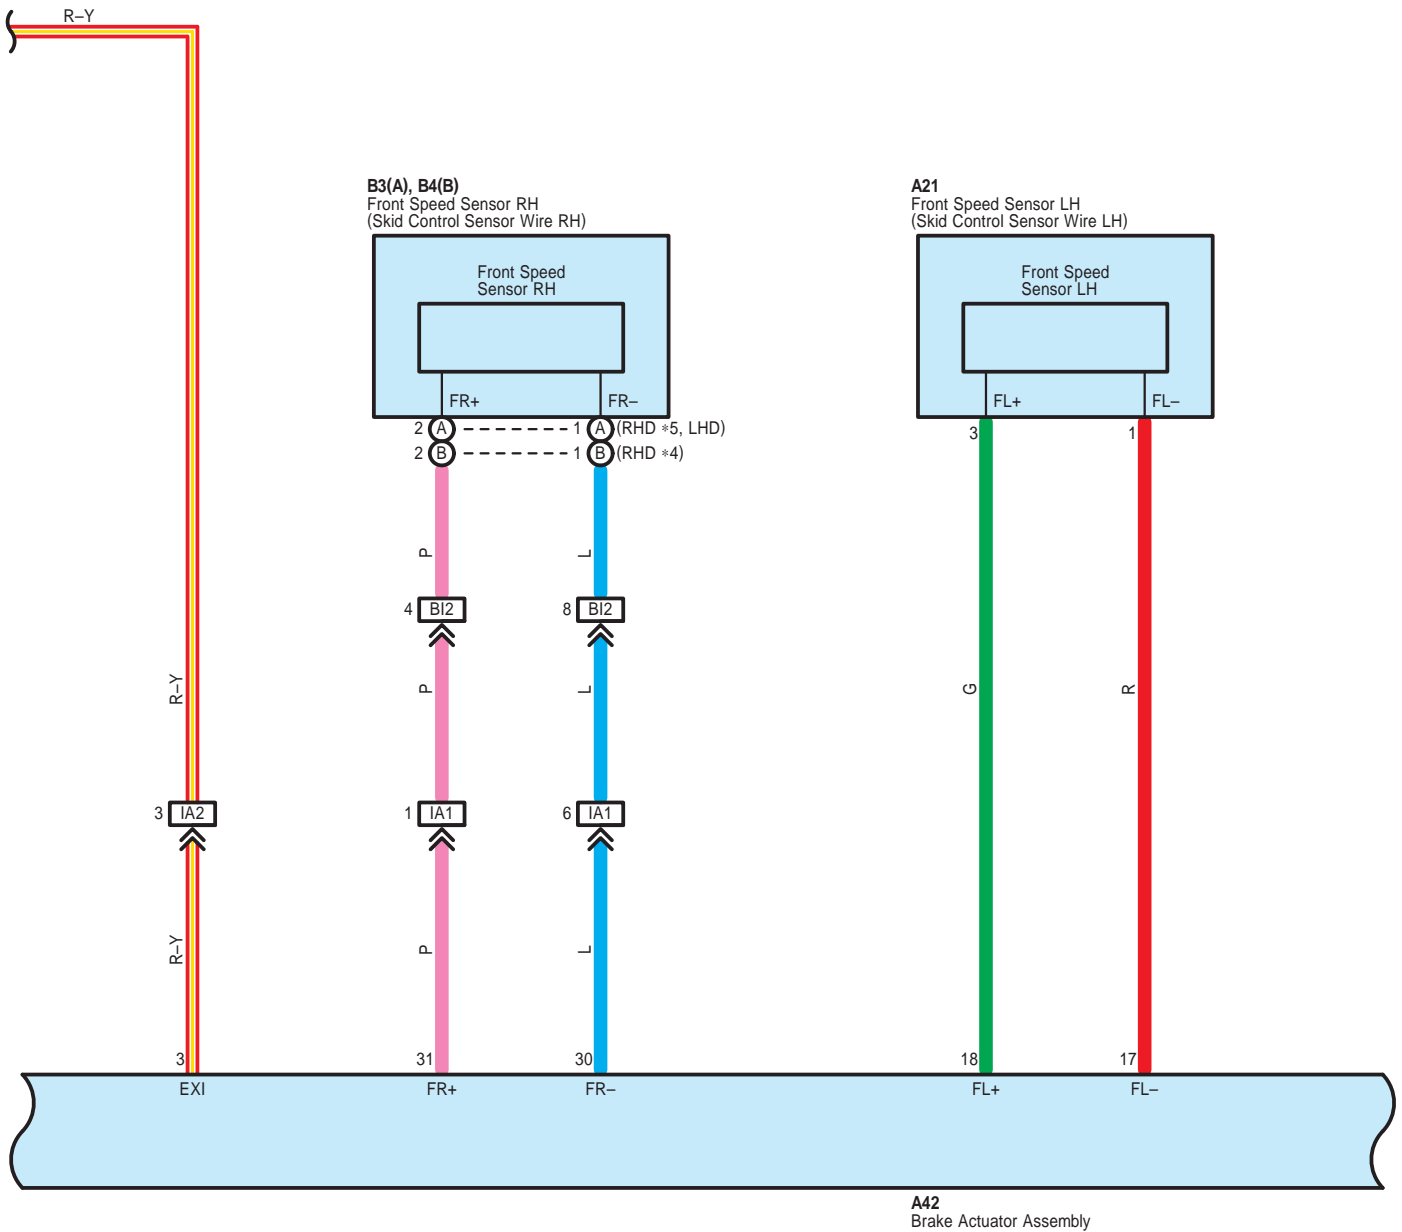 R–Y
B3(A), B4(B)
Front Speed Sensor RH
(Skid Control Sensor Wire RH)
A21
Front Speed Sensor LH
(Skid Control Sensor Wire LH)
Front Speed
Sensor RH
Front Speed
Sensor LH
FR+ FR–
FL+ FL–
2 A 1 A (RHD *5, LHD)
2 B 1 B (RHD *4)
3 1
P L
4 BI2 8 BI2
R–Y P L G R
3 IA2 1 IA1 6 IA1
R–Y P L
3 31 30 18 17
EXI FR+ FR– FL+ FL–
A42
Brake Actuator Assembly